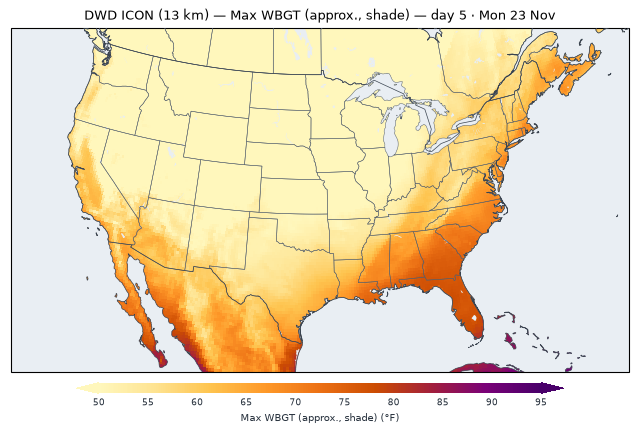 DWD ICON (13 km) — Max WBGT (approx., shade) — day 5 · Mon 23 Nov
50 55 60 65 70 75 80 85 90 95
Max WBGT (approx., shade) (°F)